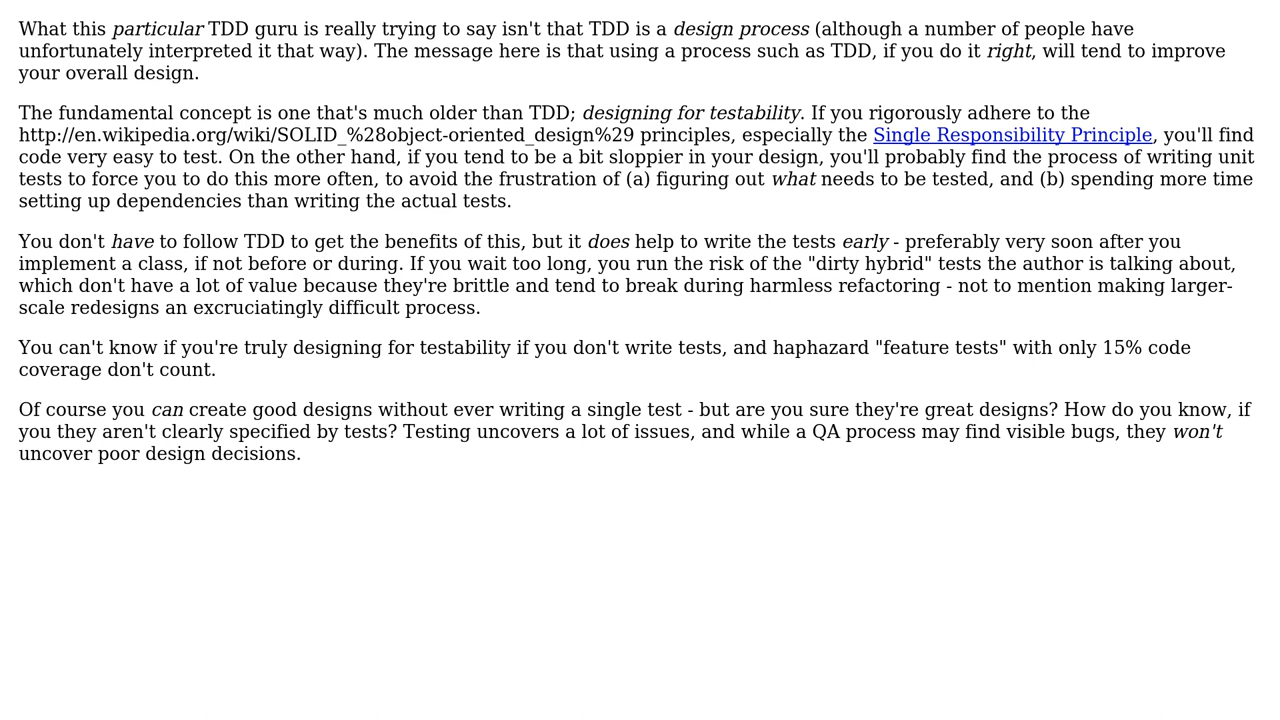 What this particular TDD guru is really trying to say isn't that TDD is a design process (although a number of people have
unfortunately interpreted it that way). The message here is that using a process such as TDD, if you do it right, will tend to improve
your overall design.
The fundamental concept is one that's much older than TDD; designing for testability. If you rigorously adhere to the
http://en.wikipedia.org/wiki/SOLID_%28object-oriented_design%29 principles, especially the Single Responsibility Principle, you'll find
code very easy to test. On the other hand, if you tend to be a bit sloppier in your design, you'll probably find the process of writing unit
tests to force you to do this more often, to avoid the frustration of (a) figuring out what needs to be tested, and (b) spending more time
setting up dependencies than writing the actual tests.
You don't have to follow TDD to get the benefits of this, but it does help to write the tests early - preferably very soon after you
implement a class, if not before or during. If you wait too long, you run the risk of the "dirty hybrid" tests the author is talking about,
which don't have a lot of value because they're brittle and tend to break during harmless refactoring - not to mention making larger-
scale redesigns an excruciatingly difficult process.
You can't know if you're truly designing for testability if you don't write tests, and haphazard "feature tests" with only 15% code
coverage don't count.
Of course you can create good designs without ever writing a single test - but are you sure they're great designs? How do you know, if
you they aren't clearly specified by tests? Testing uncovers a lot of issues, and while a QA process may find visible bugs, they won't
uncover poor design decisions.